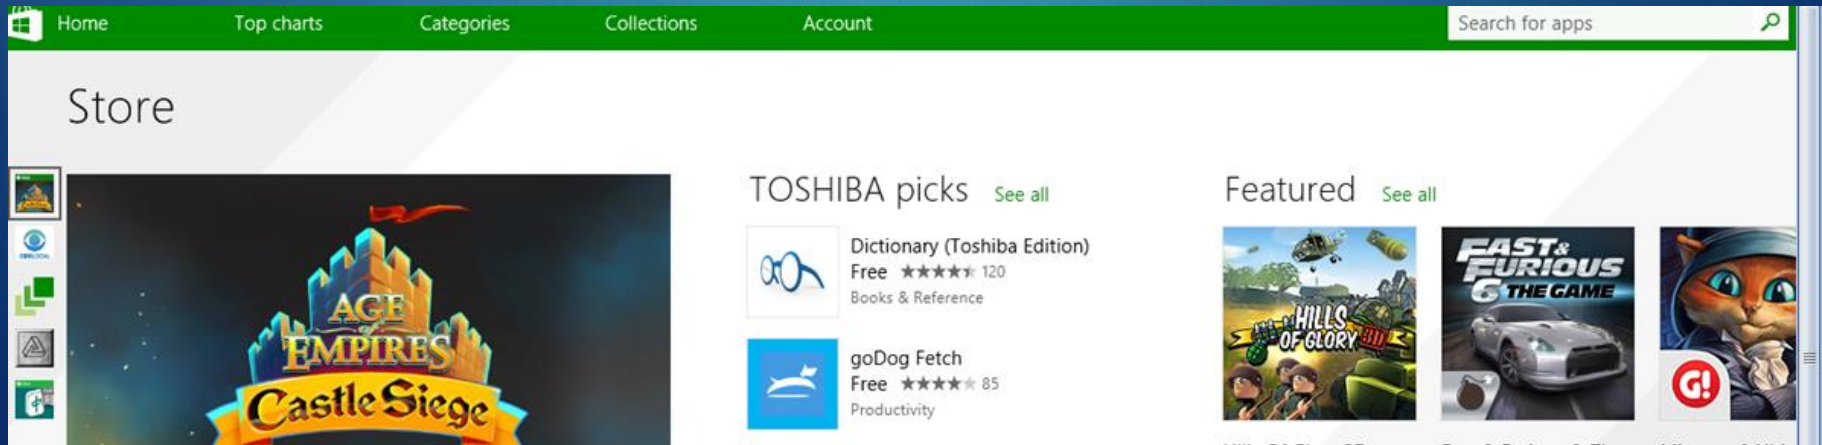 Home
Top charts
Categories
Collections
Account
Search for apps
Store
AGE
of
EMPIRES
Castle Siege
TOSHIBA picks See all
Dictionary (Toshiba Edition)
Free 120
Books & Reference
goDog Fetch
Free 85
Productivity
Featured See all
HILLS
OF GLORY 3D
FAST &
FURIOUS
6 THE GAME
G!